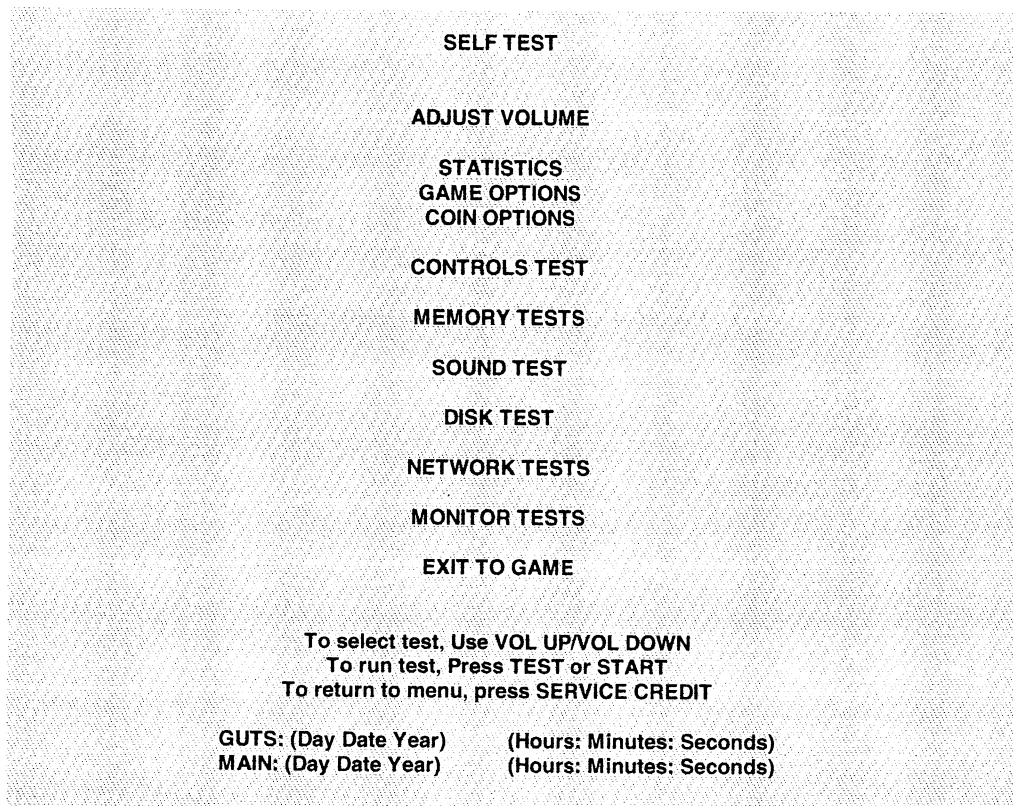 SELF TEST
ADJUST VOLUME
STATISTICS
GAME OPTIONS
COIN OPTIONS
CONTROLS TEST
MEMORY TESTS
SOUND TEST
DISK TEST
NETWORK TESTS
MONITOR TESTS
EXIT TO GAME
To select test, Use VOL UP/VOL DOWN
To run test, Press TEST or START
To return to menu, press SERVICE CREDIT
GUTS: (Day Date Year) (Hours: Minutes: Seconds)
MAIN: (Day Date Year) (Hours: Minutes: Seconds)